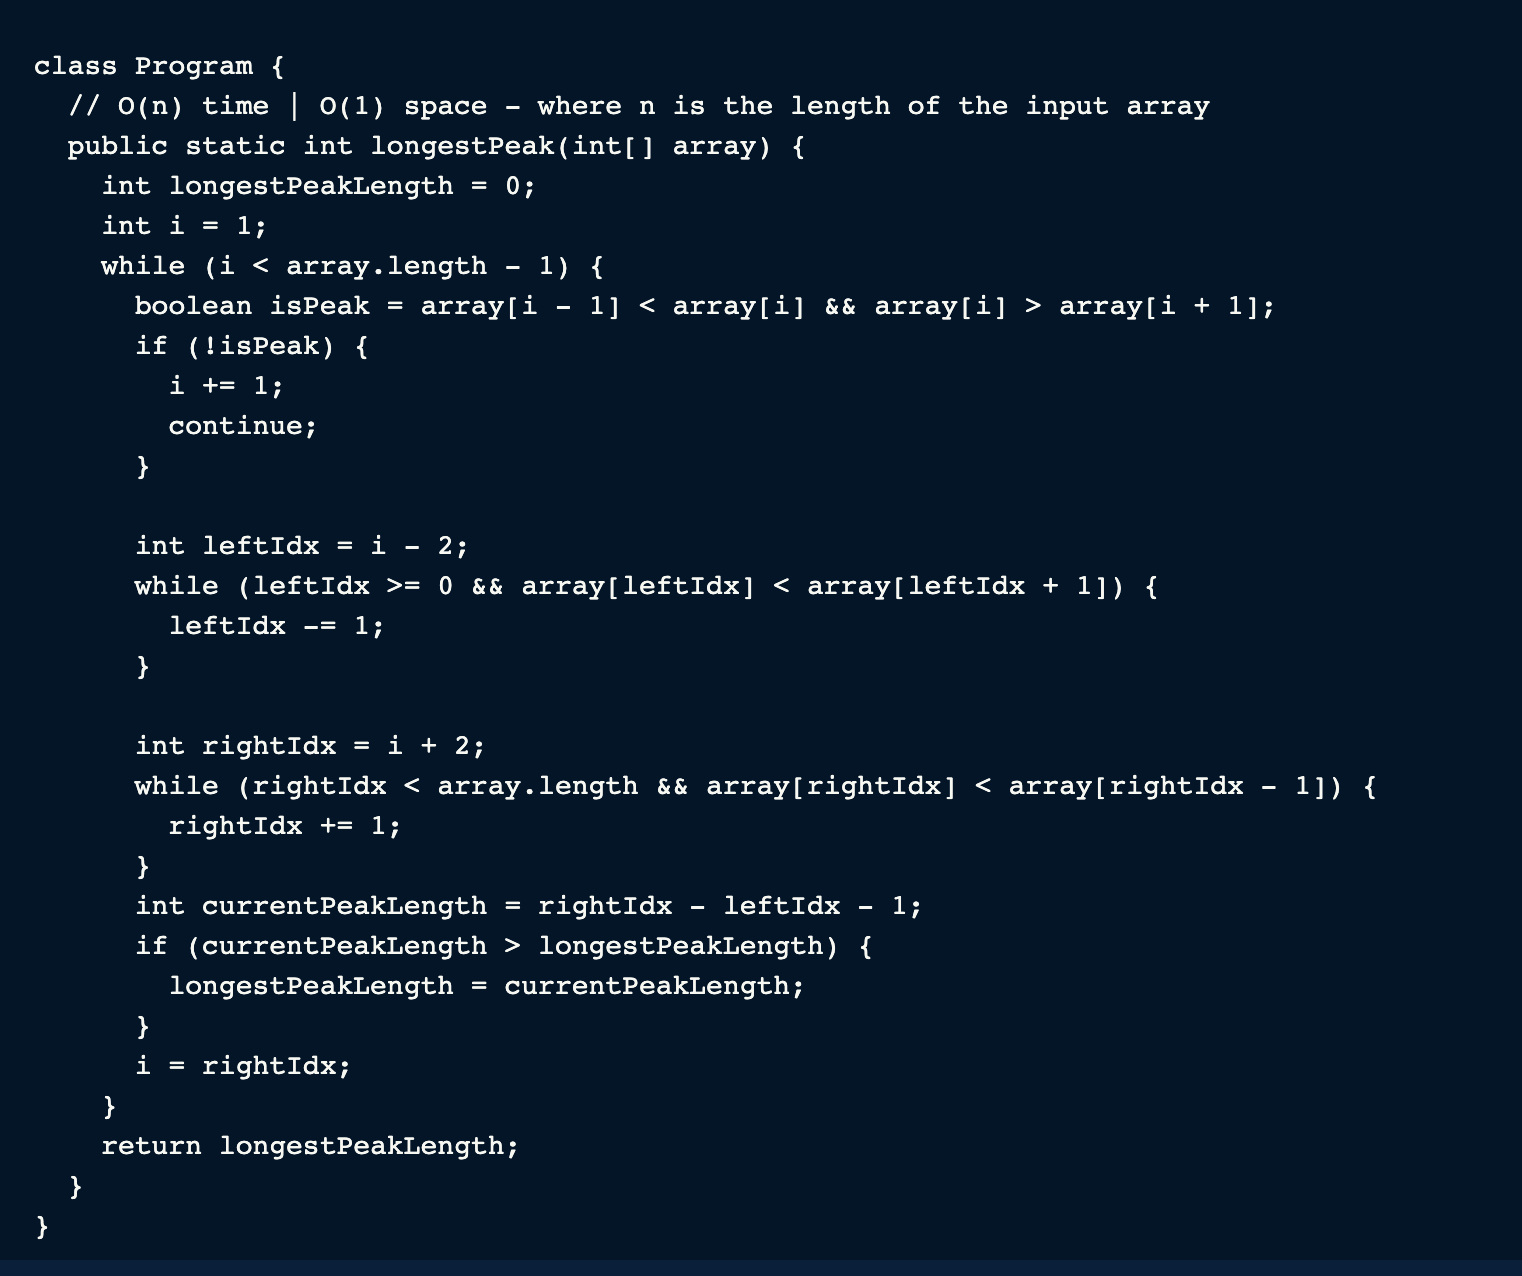 class Program {
  // O(n) time | O(1) space - where n is the length of the input array
  public static int longestPeak(int[] array) {
    int longestPeakLength = 0;
    int i = 1;
    while (i < array.length - 1) {
      boolean isPeak = array[i - 1] < array[i] && array[i] > array[i + 1];
      if (!isPeak) {
        i += 1;
        continue;
      }

      int leftIdx = i - 2;
      while (leftIdx >= 0 && array[leftIdx] < array[leftIdx + 1]) {
        leftIdx -= 1;
      }

      int rightIdx = i + 2;
      while (rightIdx < array.length && array[rightIdx] < array[rightIdx - 1]) {
        rightIdx += 1;
      }
      int currentPeakLength = rightIdx - leftIdx - 1;
      if (currentPeakLength > longestPeakLength) {
        longestPeakLength = currentPeakLength;
      }
      i = rightIdx;
    }
    return longestPeakLength;
  }
}